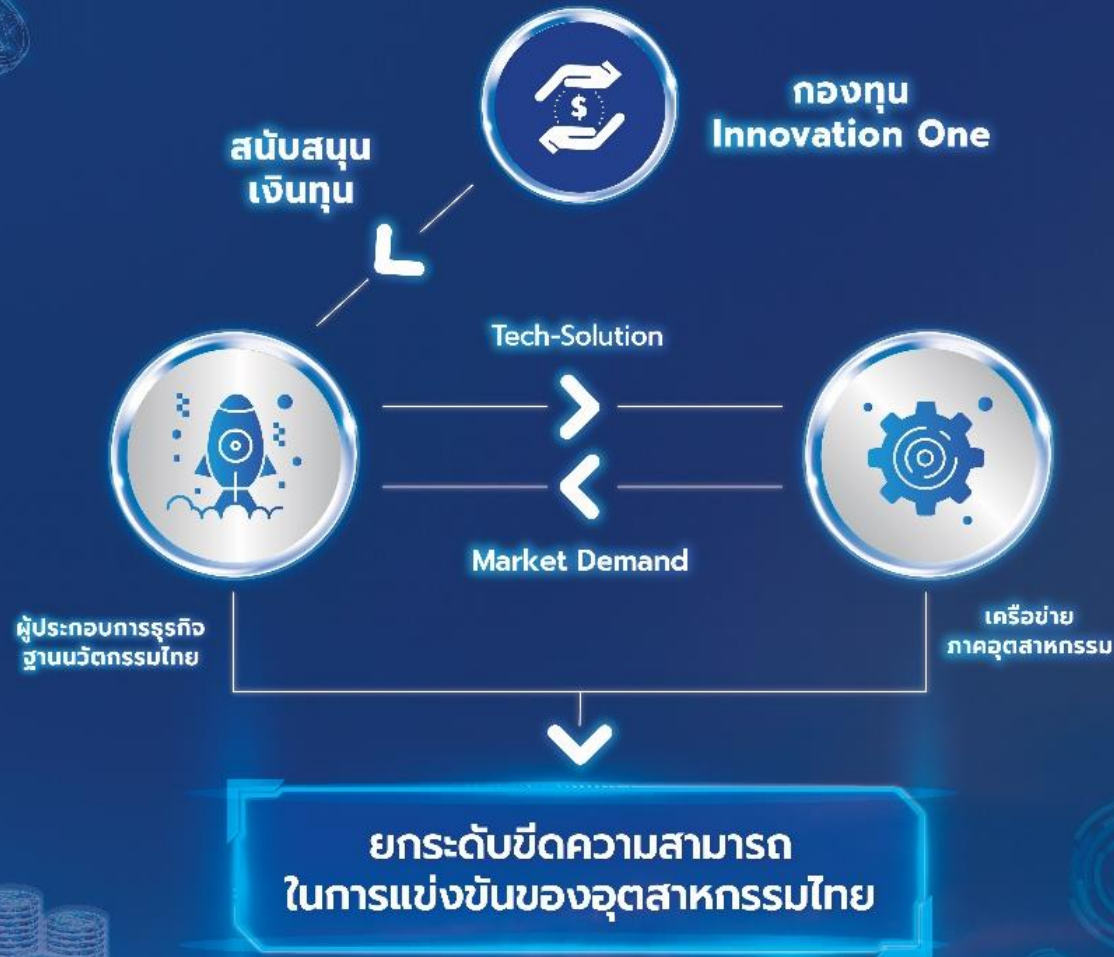 กองทุน
Innovation One
สนับสนุน
เงินทุน
Tech-Solution
Market Demand
ผู้ประกอบการธุรกิจ
ฐานนวัตกรรมไทย
เครือข่าย
ภาคอุตสาหกรรม
ยกระดับขีดความสามารถ
ในการแข่งขันของอุตสาหกรรมไทย